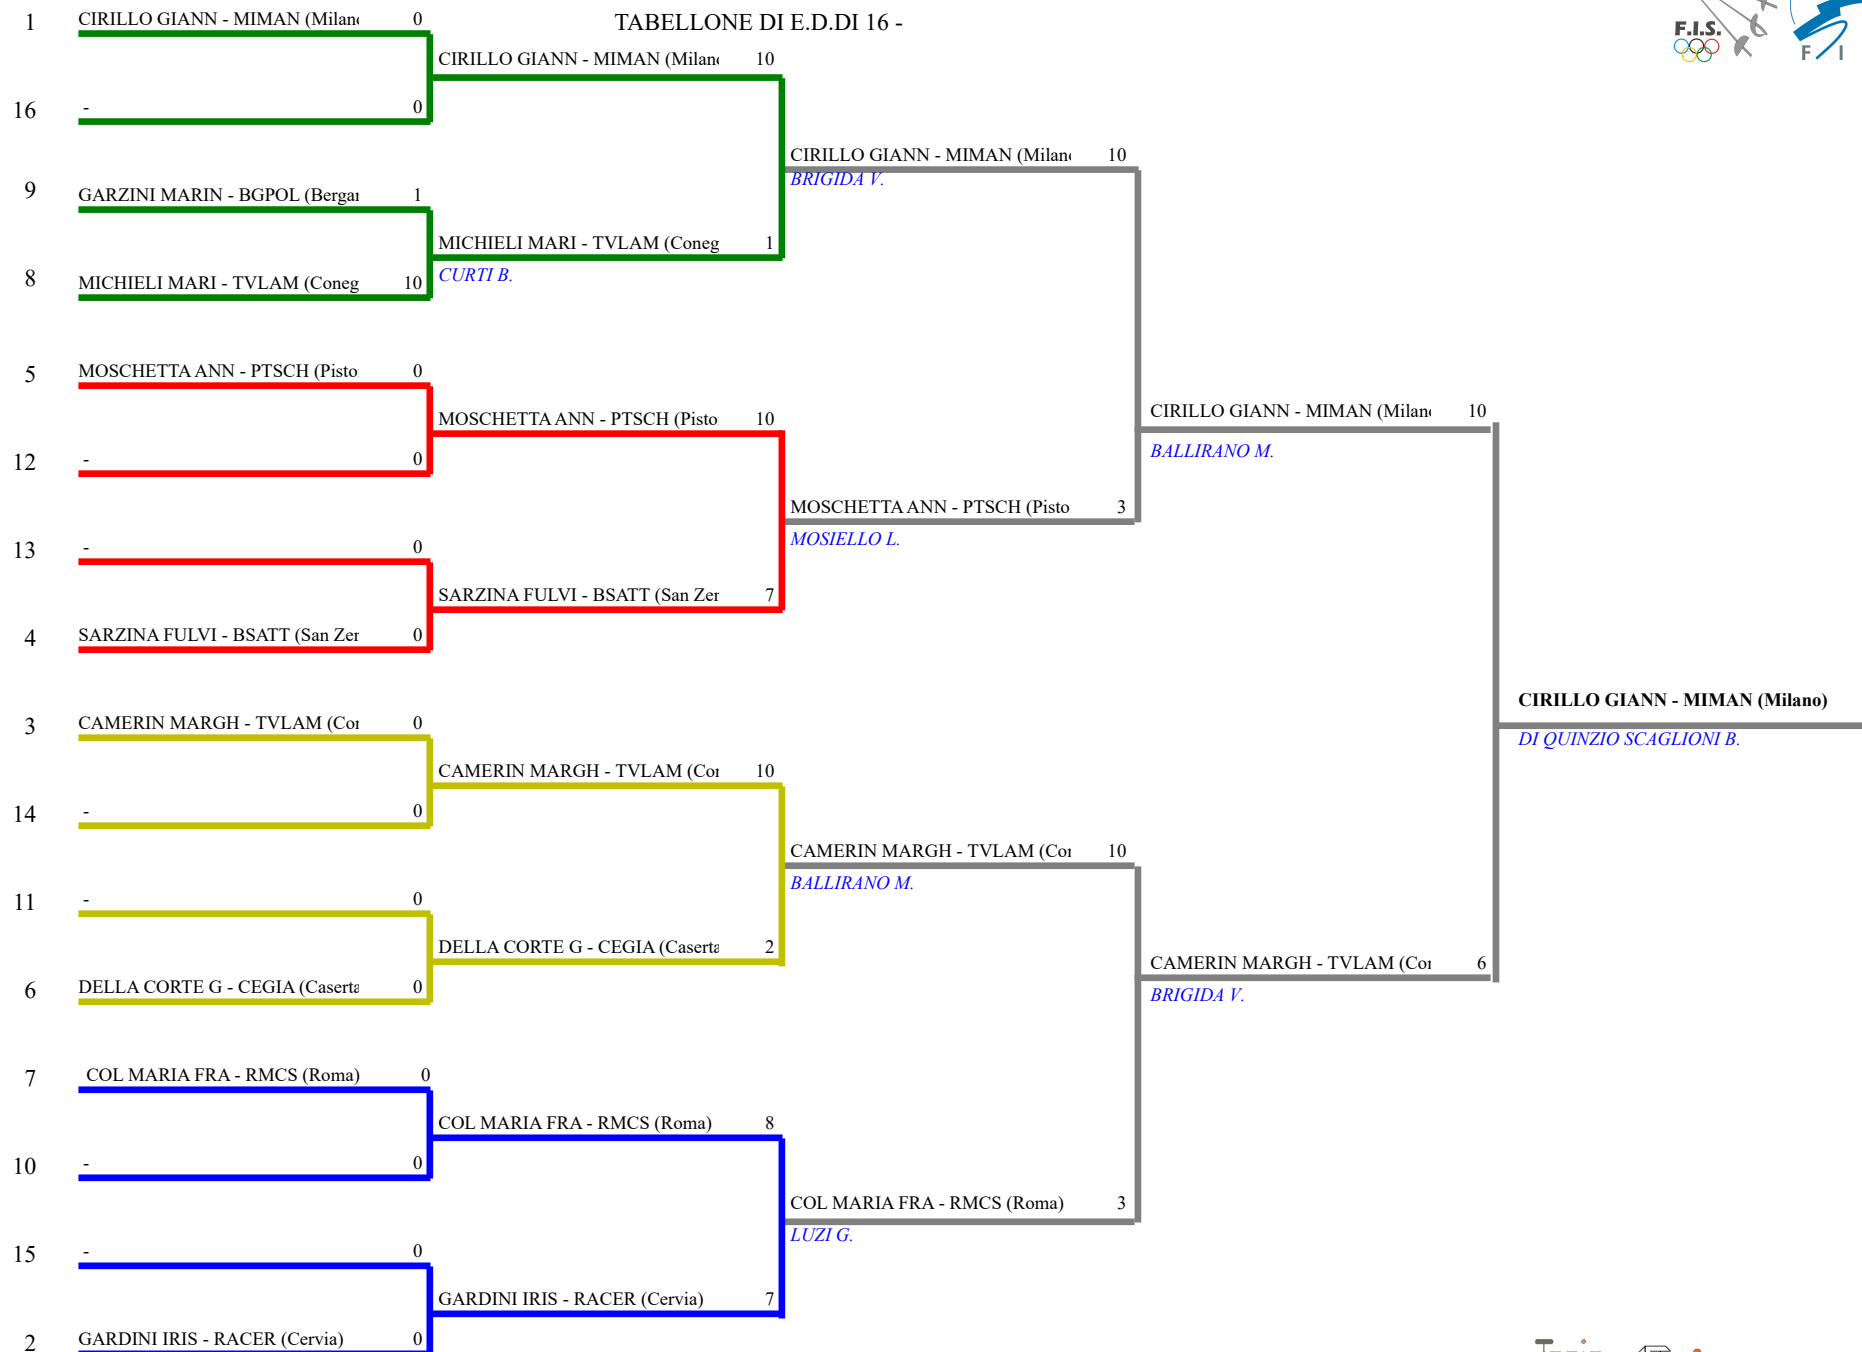 TABELLONE DI E.D.DI 16 -
F.I.S.
F I
1 CIRILLO GIANN - MIMAN (Milan 0
CIRILLO GIANN - MIMAN (Milan 10
16 - 0
CIRILLO GIANN - MIMAN (Milan 10
BRIGIDA V.
9 GARZINI MARIN - BGPOL (Bergar 1
MICHIELI MARI - TVLAM (Coneg 1
CURTI B.
8 MICHIELI MARI - TVLAM (Coneg 10
5 MOSCHETTA ANN - PTSCH (Pisto 0
MOSCHETTA ANN - PTSCH (Pisto 10
CIRILLO GIANN - MIMAN (Milan 10
BALLIRANO M.
12 - 0
MOSCHETTA ANN - PTSCH (Pisto 3
MOSIELLO L.
13 - 0
SARZINA FULVI - BSATT (San Zer 7
4 SARZINA FULVI - BSATT (San Zer 0
CIRILLO GIANN - MIMAN (Milano)
DI QUINZIO SCAGLIONI B.
3 CAMERIN MARGH - TVLAM (Cor 0
CAMERIN MARGH - TVLAM (Cor 10
14 - 0
CAMERIN MARGH - TVLAM (Cor 10
BALLIRANO M.
11 - 0
DELLA CORTE G - CEGIA (Caserta 2
CAMERIN MARGH - TVLAM (Cor 6
BRIGIDA V.
6 DELLA CORTE G - CEGIA (Caserta 0
7 COL MARIA FRA - RMCS (Roma) 0
COL MARIA FRA - RMCS (Roma) 8
10 - 0
COL MARIA FRA - RMCS (Roma) 3
LUZI G.
15 - 0
GARDINI IRIS - RACER (Cervia) 7
2 GARDINI IRIS - RACER (Cervia) 0